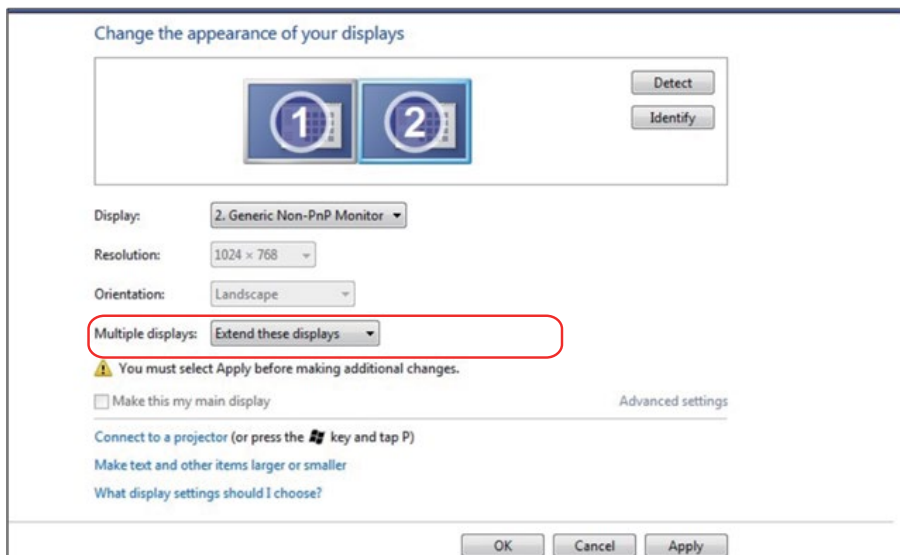 Change the appearance of your displays
1 2
Detect
Identify
Display: 2. Generic Non-PnP Monitor
Resolution: 1024 × 768
Orientation: Landscape
Multiple displays: Extend these displays
You must select Apply before making additional changes.
Make this my main display Advanced settings
Connect to a projector (or press the key and tap P)
Make text and other items larger or smaller
What display settings should I choose?
OK Cancel Apply